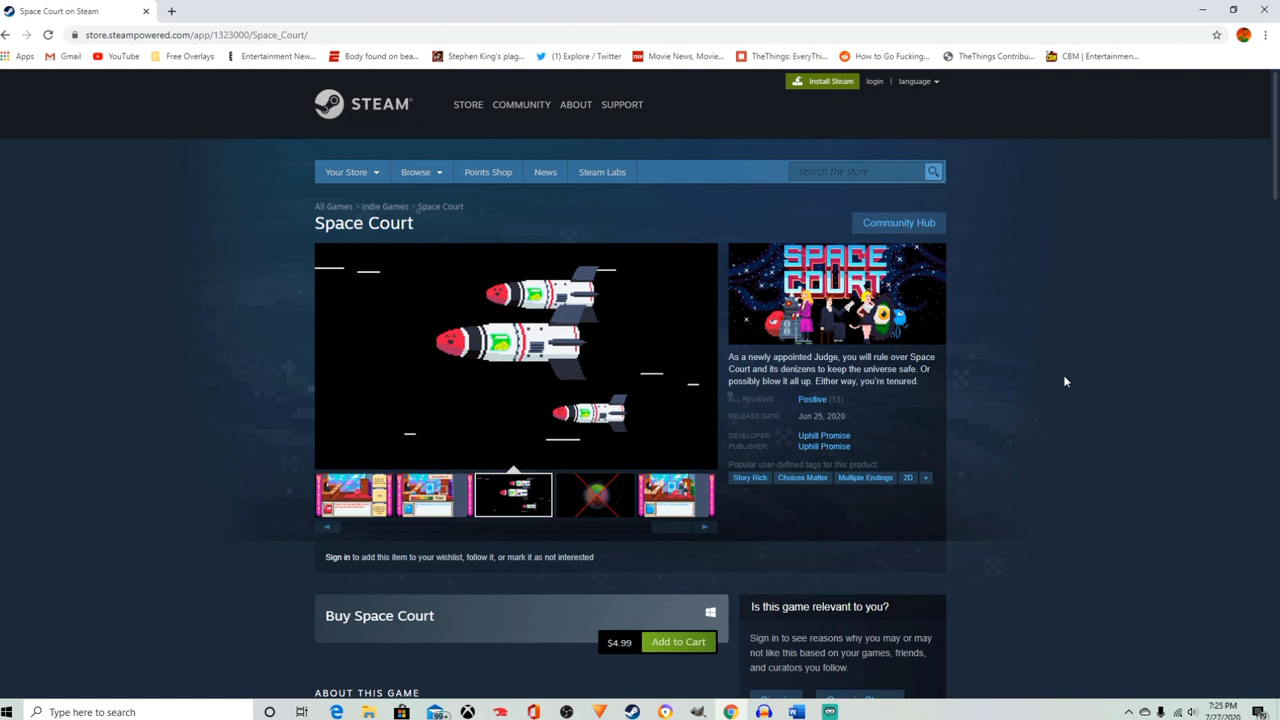 Space Court on Steam
store.steampowered.com/app/1323000/Space_Court/
Apps Gmail YouTube Free Overlays Entertainment New... Body found on bea... Stephen King's plag... (1) Explore / Twitter Movie News, Movie... TheThings: EveryThi... How to Go Fucking... TheThings Contribu... CBM | Entertainmen...
Install Steam login | language
STEAM® STORE COMMUNITY ABOUT SUPPORT
Your Store Browse Points Shop News Steam Labs search the store
All Games > Indie Games > Space Court
Space Court
Community Hub
SPACE
COURT
As a newly appointed Judge, you will rule over Space
Court and its denizens to keep the universe safe. Or
possibly blow it all up. Either way, you're tenured.
ALL REVIEWS: Positive (13)
RELEASE DATE: Jun 25, 2020
DEVELOPER: Uphill Promise
PUBLISHER: Uphill Promise
Popular user-defined tags for this product:
Story Rich Choices Matter Multiple Endings 2D +
Sign in to add this item to your wishlist, follow it, or mark it as not interested
Buy Space Court
$4.99 Add to Cart
Is this game relevant to you?
Sign in to see reasons why you may or may
not like this based on your games, friends,
and curators you follow.
ABOUT THIS GAME
Type here to search
99+
7:25 PM
7/27/2020